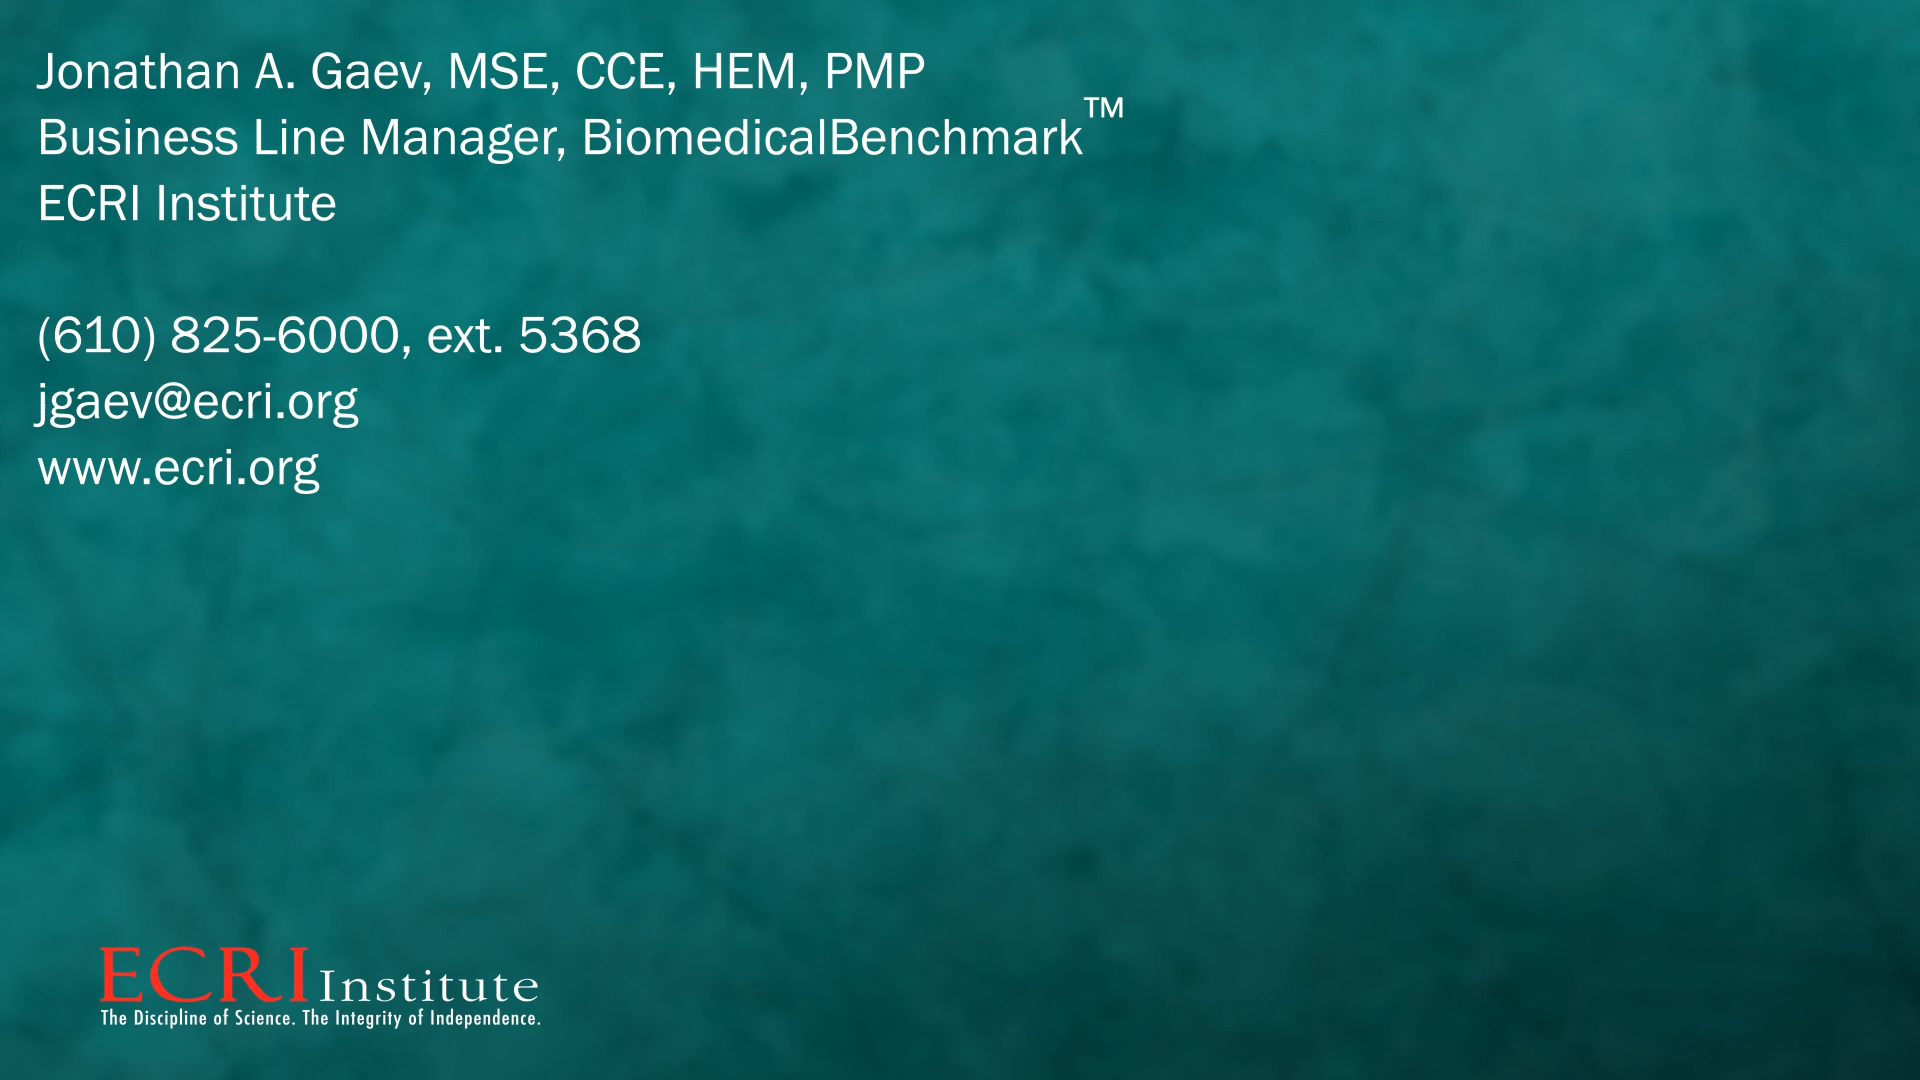 Jonathan A. Gaev, MSE, CCE, HEM, PMP
Business Line Manager, BiomedicalBenchmark™
ECRI Institute
(610) 825-6000, ext. 5368
jgaev@ecri.org
www.ecri.org
ECRI Institute
The Discipline of Science. The Integrity of Independence.